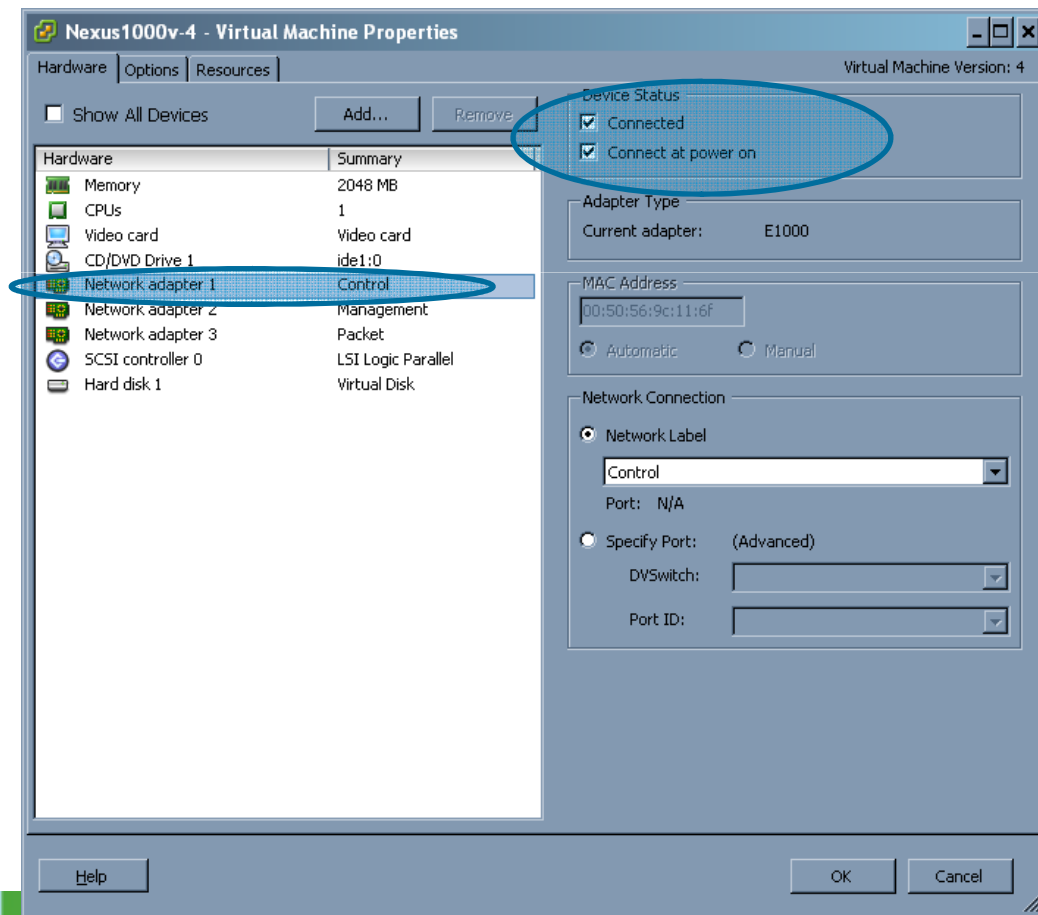 Nexus1000v-4 - Virtual Machine Properties
Hardware Options Resources
Virtual Machine Version: 4
Show All Devices
Add...
Remove
Hardware Summary
Memory 2048 MB
CPUs 1
Video card Video card
CD/DVD Drive 1 ide1:0
Network adapter 1 Control
Network adapter 2 Management
Network adapter 3 Packet
SCSI controller 0 LSI Logic Parallel
Hard disk 1 Virtual Disk
Device Status
Connected
Connect at power on
Adapter Type
Current adapter: E1000
MAC Address
00:50:56:9c:11:6f
Automatic Manual
Network Connection
Network Label
Control
Port: N/A
Specify Port: (Advanced)
DVSwitch:
Port ID:
Help
OK
Cancel